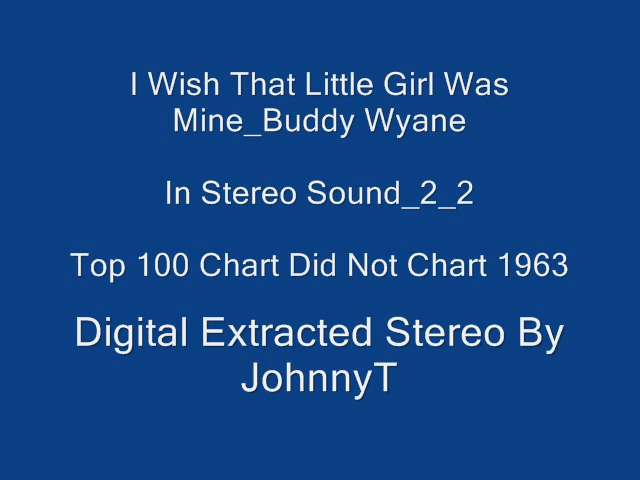 I Wish That Little Girl Was
Mine_Buddy Wyane
In Stereo Sound_2_2
Top 100 Chart Did Not Chart 1963
Digital Extracted Stereo By
JohnnyT